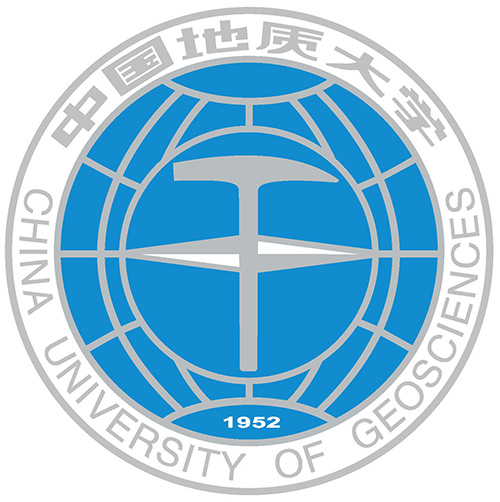 中国地质大学
CHINA UNIVERSITY OF GEOSCIENCES
1952